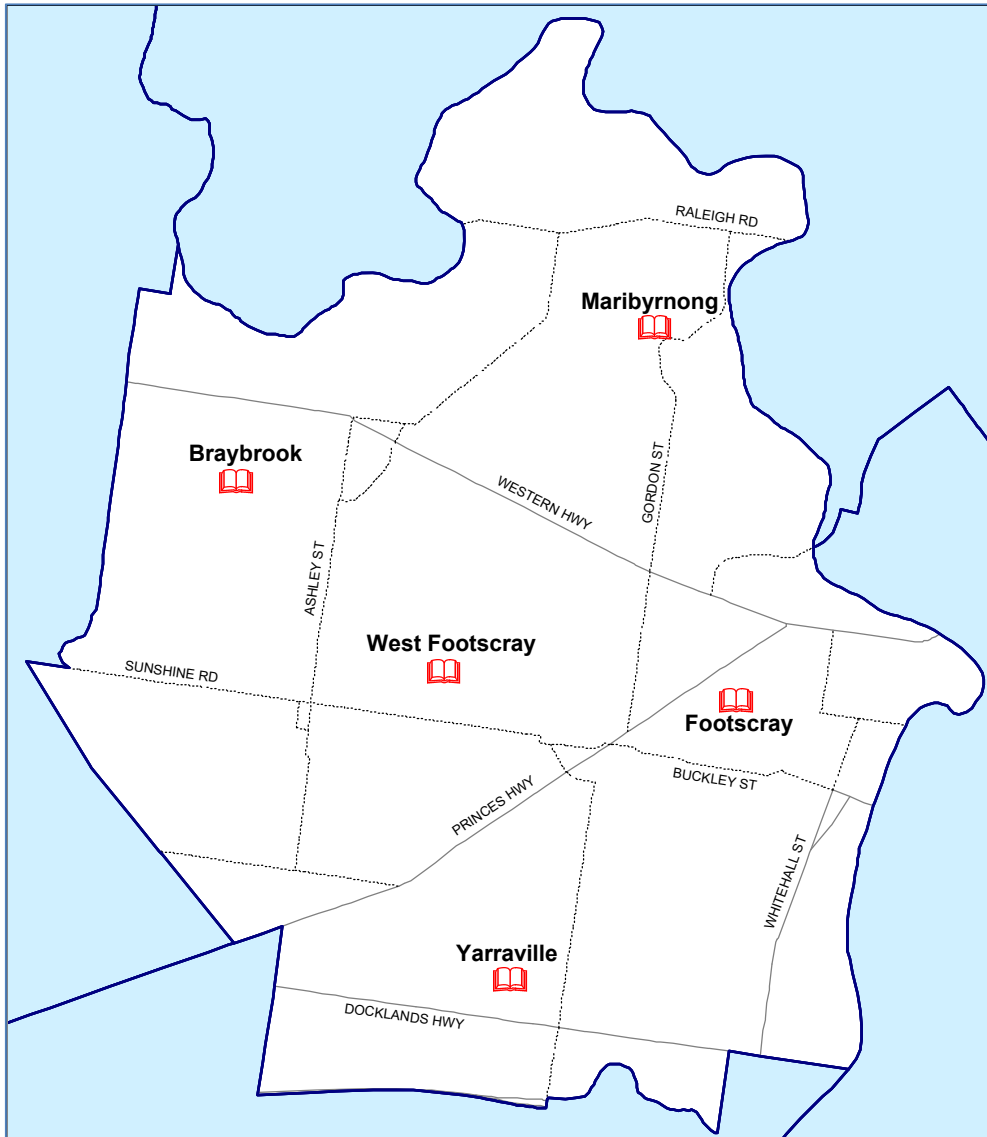 RALEIGH RD
Maribyrnong
Braybrook
GORDON ST
WESTERN HWY
ASHLEY ST
West Footscray
SUNSHINE RD
Footscray
BUCKLEY ST
PRINCES HWY
WHITEHALL ST
Yarraville
DOCKLANDS HWY